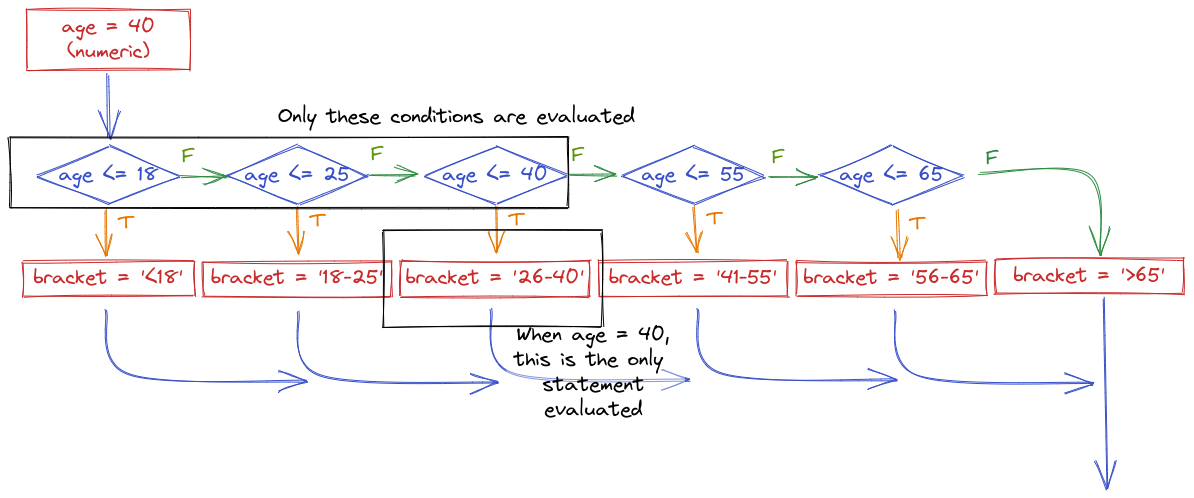 age = 40
(numeric)
Only these conditions are evaluated
age <= 18
F
age <= 25
F
age <= 40
F
age <= 55
F
age <= 65
F
T
T
T
T
T
bracket = '<18'
bracket = '18-25'
bracket = '26-40'
bracket = '41-55'
bracket = '56-65'
bracket = '>65'
When age = 40,
this is the only
statement
evaluated